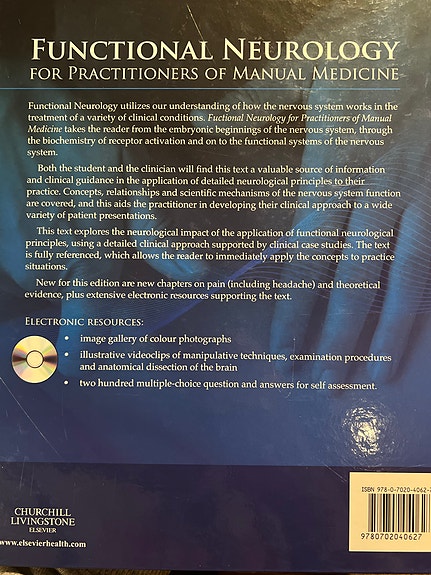 FUNCTIONAL NEUROLOGY
FOR PRACTITIONERS OF MANUAL MEDICINE
Functional Neurology utilizes our understanding of how the nervous system works in the
treatment of a variety of clinical conditions. Fuctional Neurology for Practitioners of Manual
Medicine takes the reader from the embryonic beginnings of the nervous system, through
the biochemistry of receptor activation and on to the functional systems of the nervous
system.
Both the student and the clinician will find this text a valuable source of information
and clinical guidance in the application of detailed neurological principles to their
practice. Concepts, relationships and scientific mechanisms of the nervous system function
are covered, and this aids the practitioner in developing their clinical approach to a wide
variety of patient presentations.
This text explores the neurological impact of the application of functional neurological
principles, using a detailed clinical approach supported by clinical case studies. The text
is fully referenced, which allows the reader to immediately apply the concepts to practice
situations.
New for this edition are new chapters on pain (including headache) and theoretical
evidence, plus extensive electronic resources supporting the text.
ELECTRONIC RESOURCES:
• image gallery of colour photographs
• illustrative videoclips of manipulative techniques, examination procedures
and anatomical dissection of the brain
• two hundred multiple-choice question and answers for self assessment.
ISBN 978-0-7020-4062-
9780702040627
CHURCHILL
LIVINGSTONE
ELSEVIER
www.elsevierhealth.com